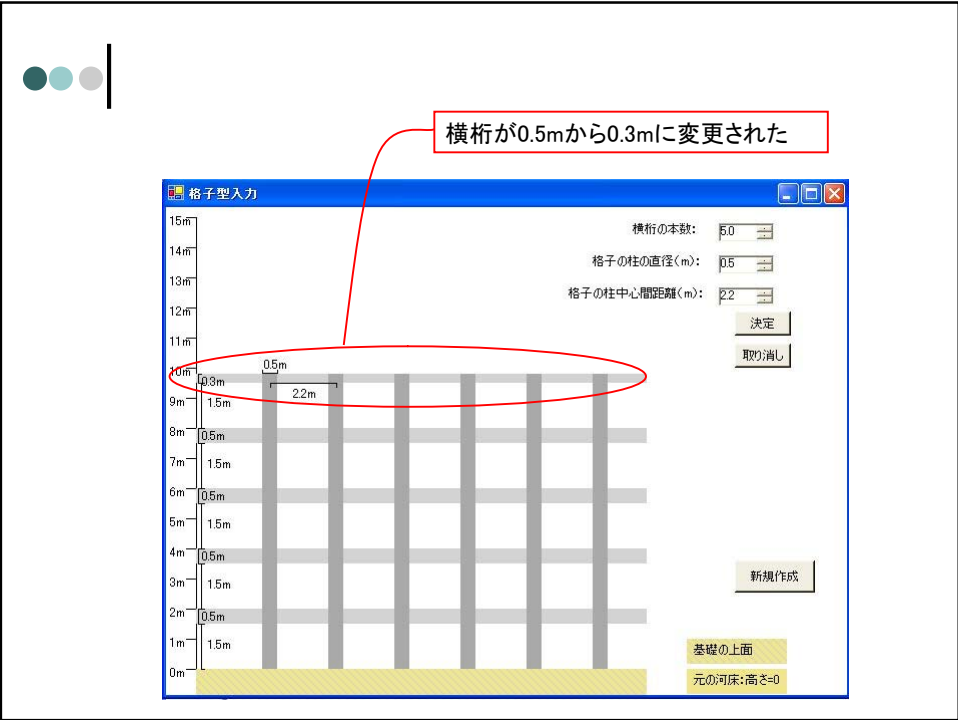 横桁が0.5mから0.3mに変更された
格子型入力
15m
横桁の本数: 5.0
14m
格子の柱の直径(m): 0.5
13m
格子の柱中心間距離(m): 2.2
12m
決定
11m
取り消し
0.5m
10m
0.3m
2.2m
9m
1.5m
8m
0.5m
7m
1.5m
6m
0.5m
5m
1.5m
4m
0.5m
3m
1.5m
新規作成
2m
0.5m
1m
1.5m
基礎の上面
0m
元の河床:高さ=0